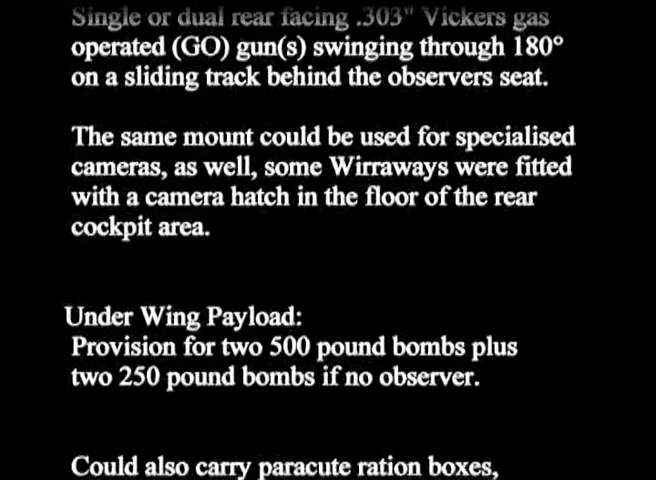 Single or dual rear facing .303" Vickers gas
operated (GO) gun(s) swinging through 180°
on a sliding track behind the observers seat.
The same mount could be used for specialised
cameras, as well, some Wirraways were fitted
with a camera hatch in the floor of the rear
cockpit area.
Under Wing Payload:
Provision for two 500 pound bombs plus
two 250 pound bombs if no observer.
Could also carry paracute ration boxes,